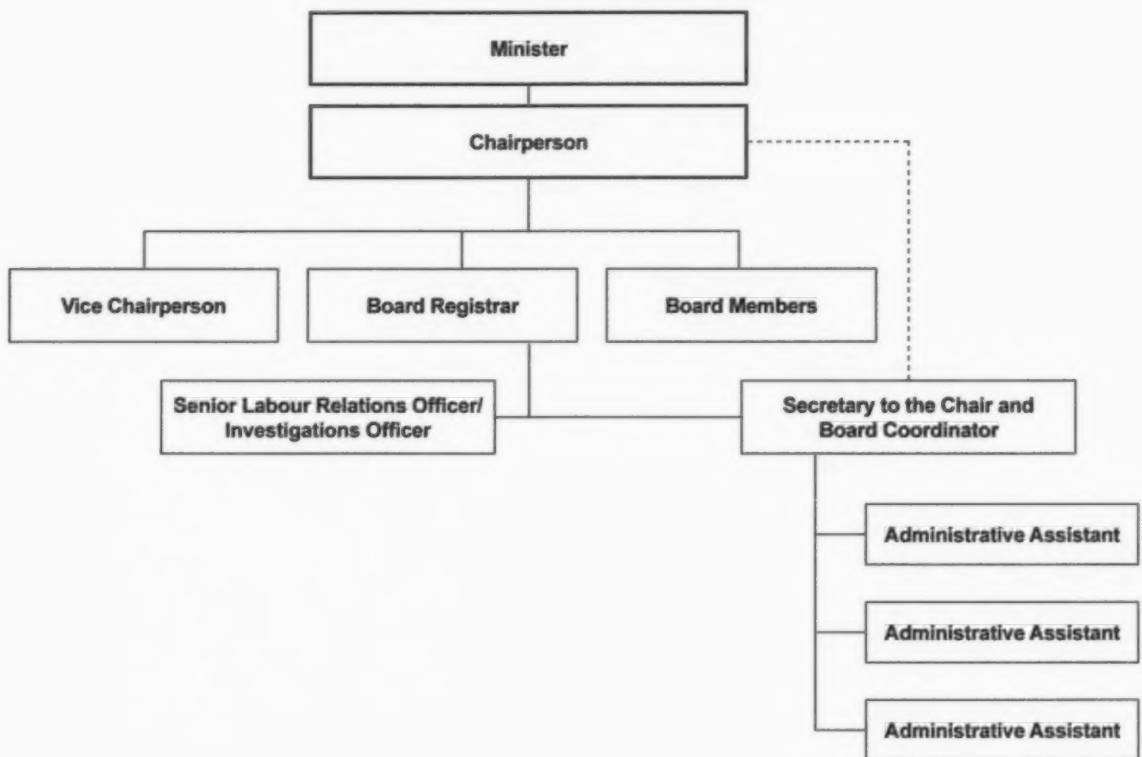 Minister
Chairperson
Vice Chairperson
Board Registrar
Board Members
Senior Labour Relations Officer/
Investigations Officer
Secretary to the Chair and
Board Coordinator
Administrative Assistant
Administrative Assistant
Administrative Assistant